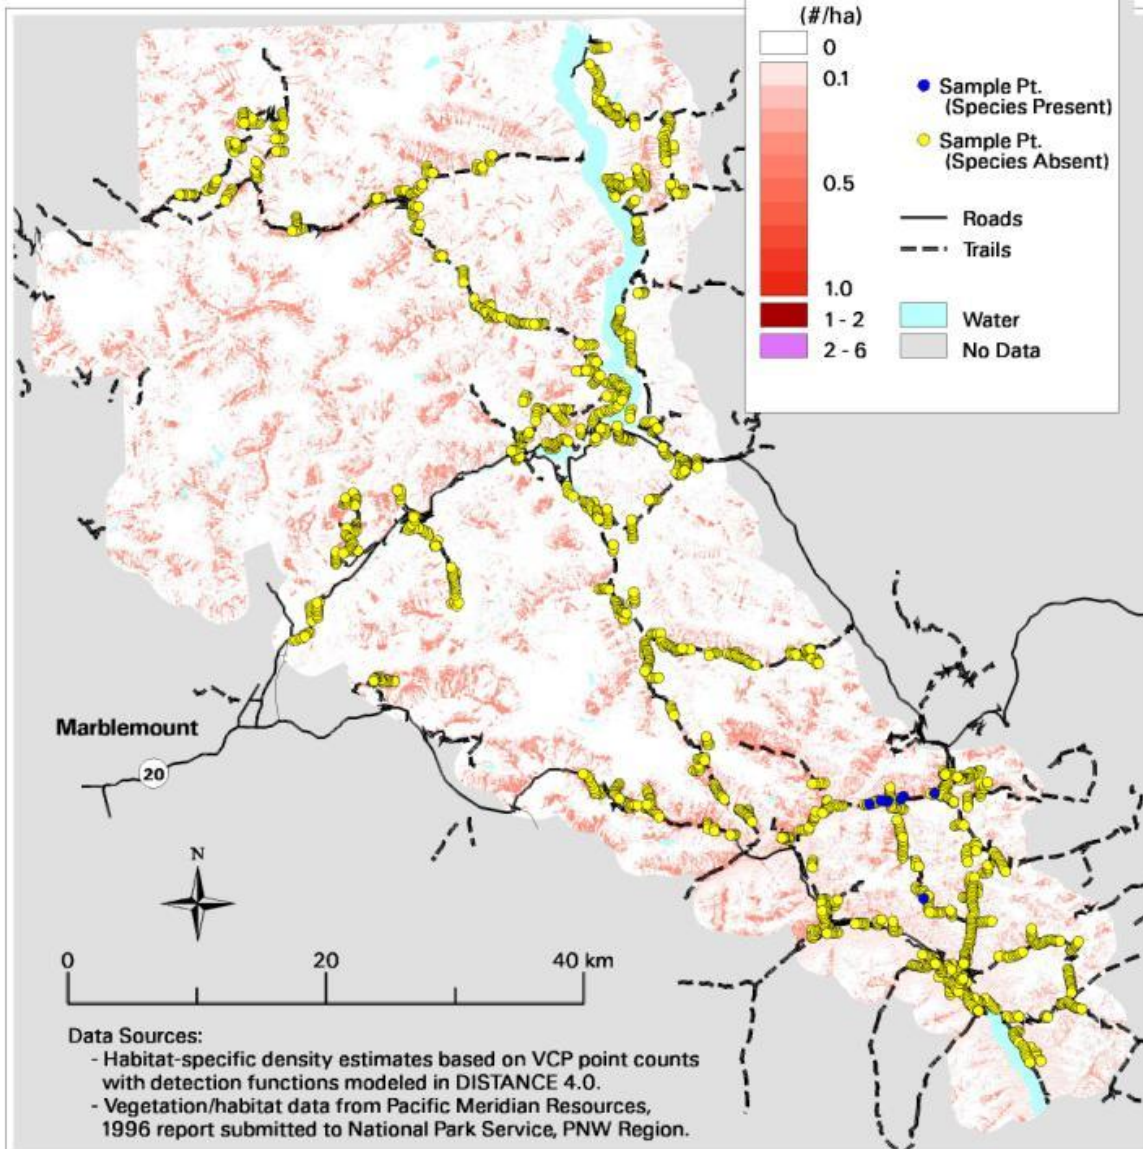 (#/ha)
0
0.1
0.5
1.0
1 - 2
2 - 6
Sample Pt.
(Species Present)
Sample Pt.
(Species Absent)
Roads
Trails
Water
No Data
Marblemount
20
N
0 20 40 km
Data Sources:
- Habitat-specific density estimates based on VCP point counts
with detection functions modeled in DISTANCE 4.0.
- Vegetation/habitat data from Pacific Meridian Resources,
1996 report submitted to National Park Service, PNW Region.